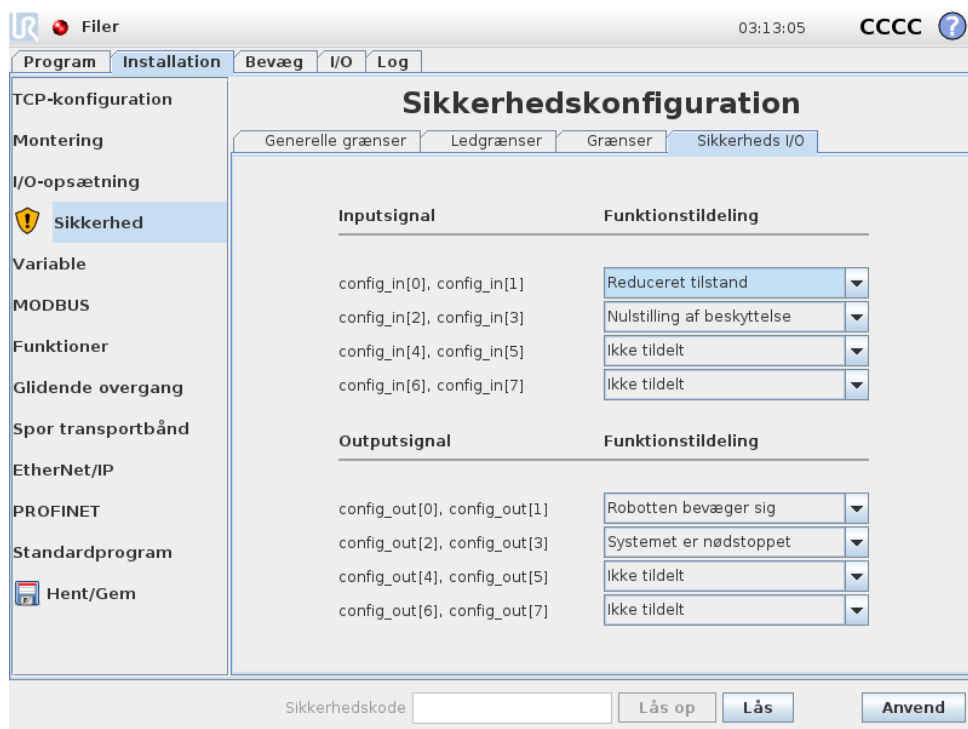 UR Filer 03:13:05 CCCC ?
Program Installation Bevæg I/O Log
TCP-konfiguration
Montering
I/O-opsætning
Sikkerhed
Variable
MODBUS
Funktioner
Glidende overgang
Spor transportbånd
EtherNet/IP
PROFINET
Standardprogram
Hent/Gem
Sikkerhedskonfiguration
Generelle grænser Ledgrænser Grænser Sikkerheds I/O
Inputsignal Funktionstildeling
config_in[0], config_in[1] Reduceret tilstand
config_in[2], config_in[3] Nulstilling af beskyttelse
config_in[4], config_in[5] Ikke tildelt
config_in[6], config_in[7] Ikke tildelt
Outputsignal Funktionstildeling
config_out[0], config_out[1] Robotten bevæger sig
config_out[2], config_out[3] Systemet er nødstoppet
config_out[4], config_out[5] Ikke tildelt
config_out[6], config_out[7] Ikke tildelt
Sikkerhedskode Lås op Lås Anvend